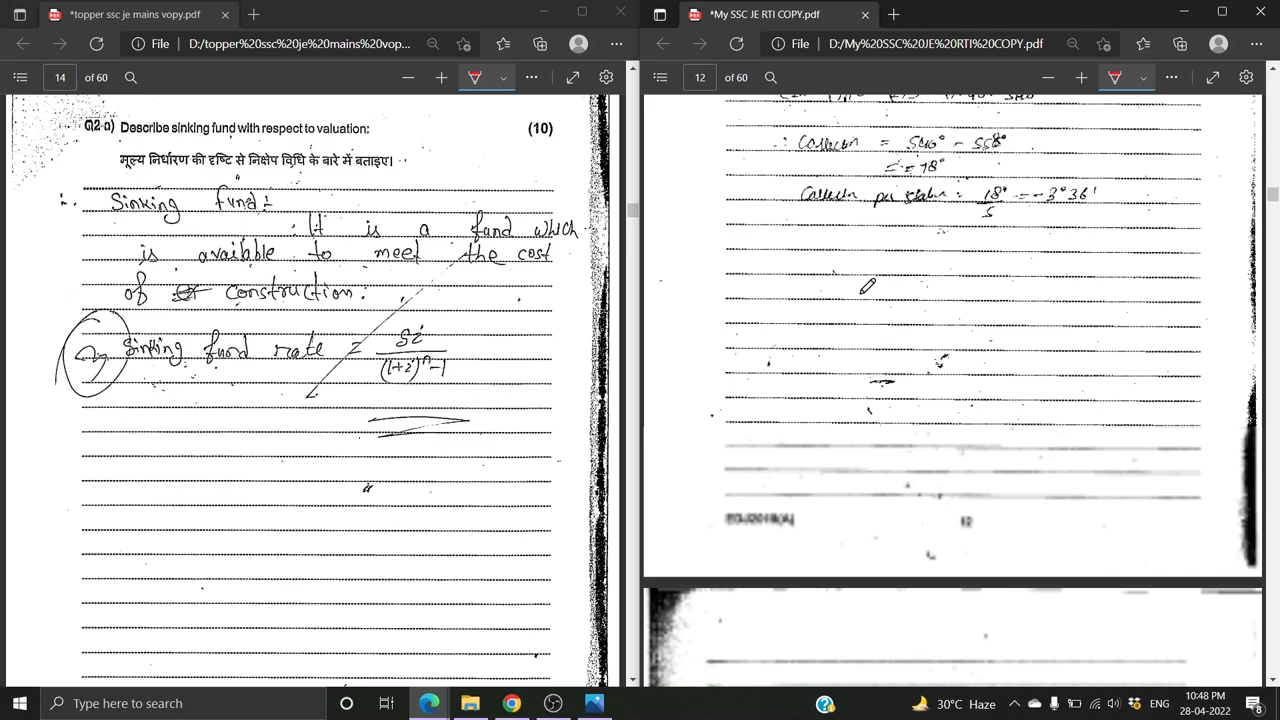 *topper ssc je mains vopy.pdf
File
D:/topper%20ssc%20je%20mains%20vop...
14 of 60
Q(2-a) Describe sinking fund with respect to valuation: (10)
मूल्य निर्धारण की दृष्टि से निक्षेप विधि के बारे में बताइए।
Sinking fund:-
It is a fund which
is available to meet the cost
of construction.
Sinking fund rate = Si
(1+i)^n-1
*My SSC JE RTI COPY.pdf
File
D:/My%20SSC%20JE%20RTI%20COPY.pdf
12 of 60
∴ Correction = 540° - 558°
= -18°
Correction per station = 18° = -3° 36'
5
12
Type here to search
30°C Haze
ENG
10:48 PM
28-04-2022
8